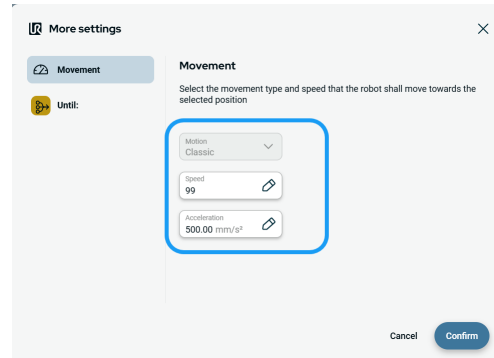 More settings
Movement
Until:
Movement
Select the movement type and speed that the robot shall move towards the
selected position
Motion
Classic
Speed
99
Acceleration
500.00 mm/s²
Cancel
Confirm